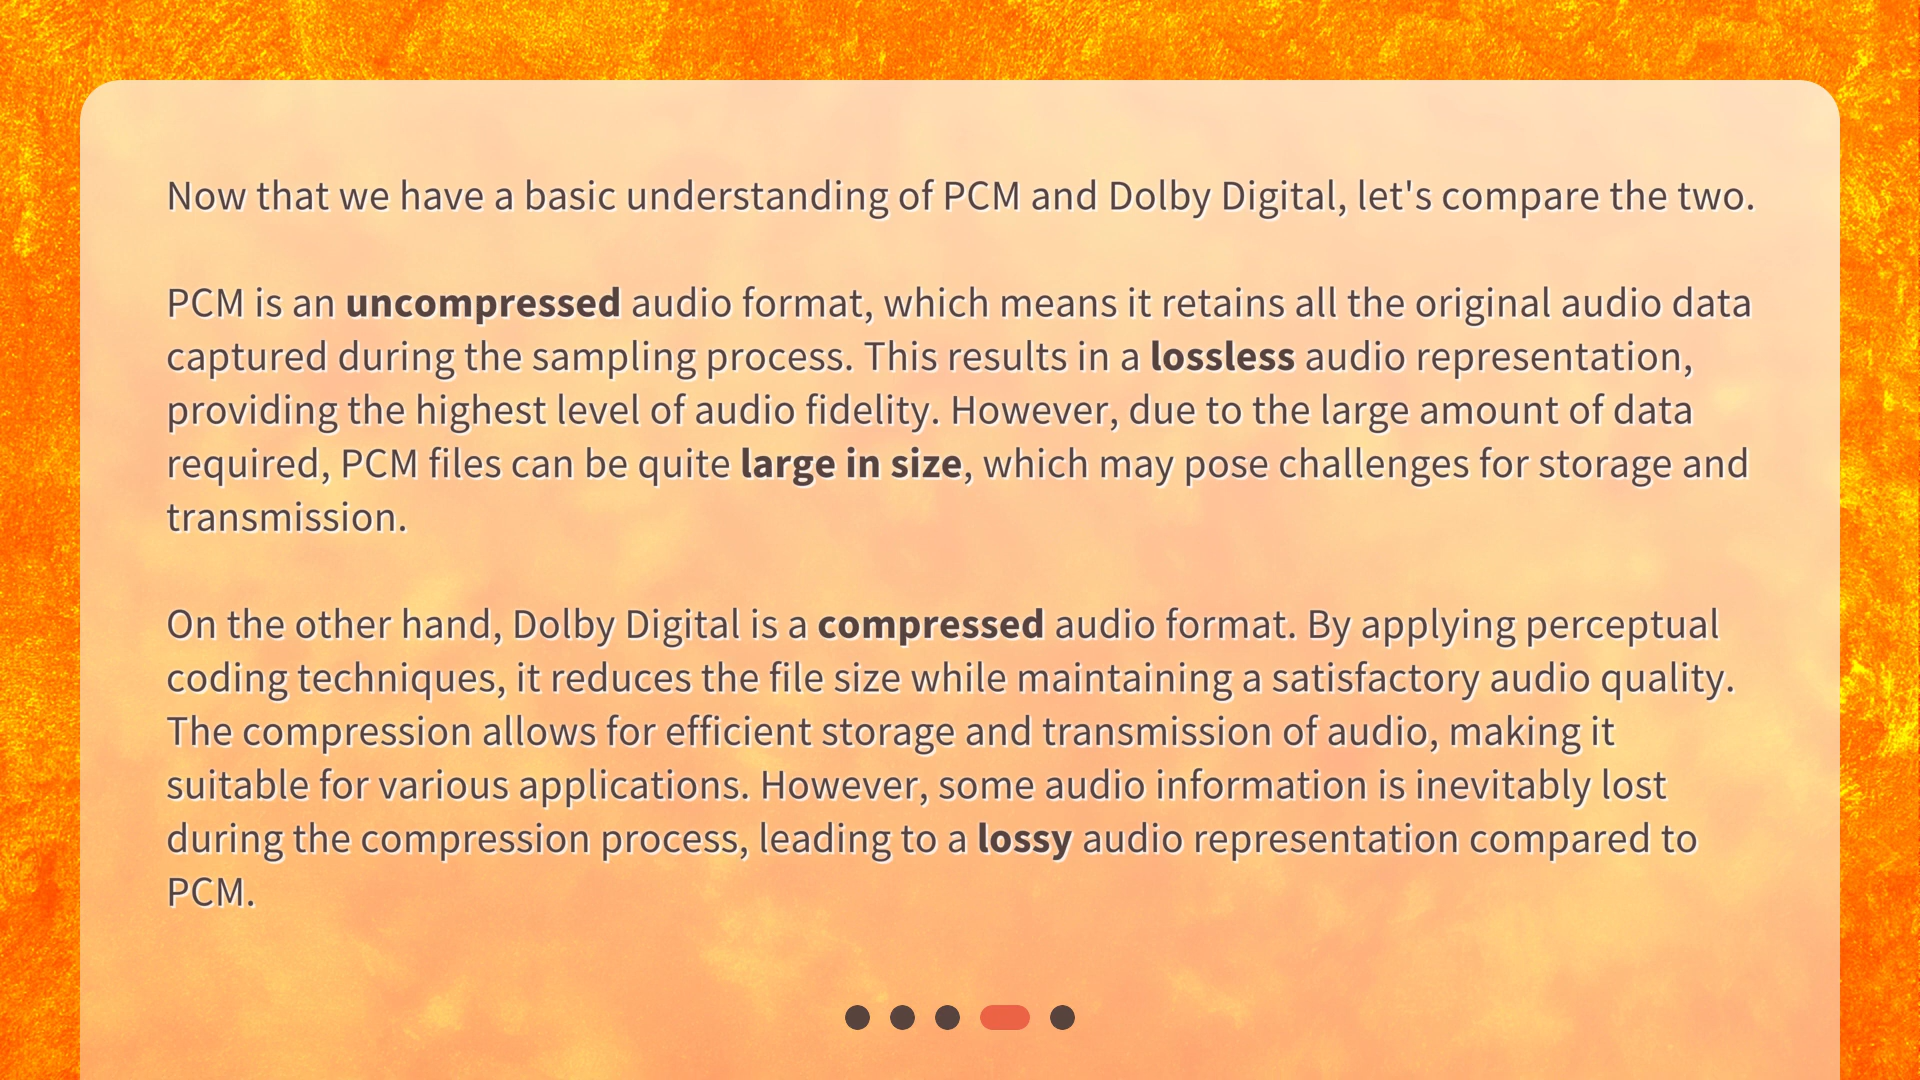 Now that we have a basic understanding of PCM and Dolby Digital, let's compare the two.
PCM is an uncompressed audio format, which means it retains all the original audio data
captured during the sampling process. This results in a lossless audio representation,
providing the highest level of audio fidelity. However, due to the large amount of data
required, PCM files can be quite large in size, which may pose challenges for storage and
transmission.
On the other hand, Dolby Digital is a compressed audio format. By applying perceptual
coding techniques, it reduces the file size while maintaining a satisfactory audio quality.
The compression allows for efficient storage and transmission of audio, making it
suitable for various applications. However, some audio information is inevitably lost
during the compression process, leading to a lossy audio representation compared to
PCM.